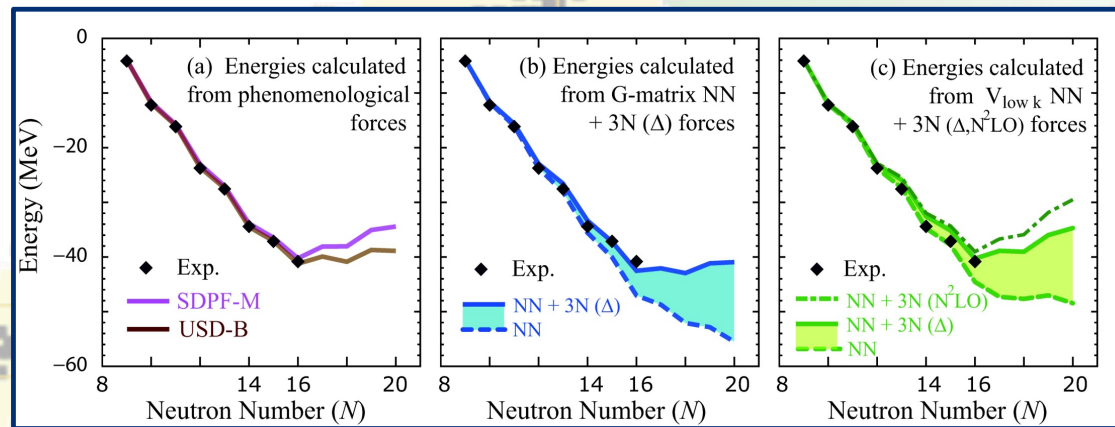 (a) Energies calculated
from phenomenological
forces
Exp.
SDPF-M
USD-B
(b) Energies calculated
from G-matrix NN
+ 3N (Δ) forces
Exp.
NN + 3N (Δ)
NN
(c) Energies calculated
from V_low k NN
+ 3N (Δ,N²LO) forces
Exp.
NN + 3N (N²LO)
NN + 3N (Δ)
NN
Energy (MeV)
0
−20
−40
−60
8 14 16 20
8 14 16 20
8 14 16 20
Neutron Number (N)
Neutron Number (N)
Neutron Number (N)